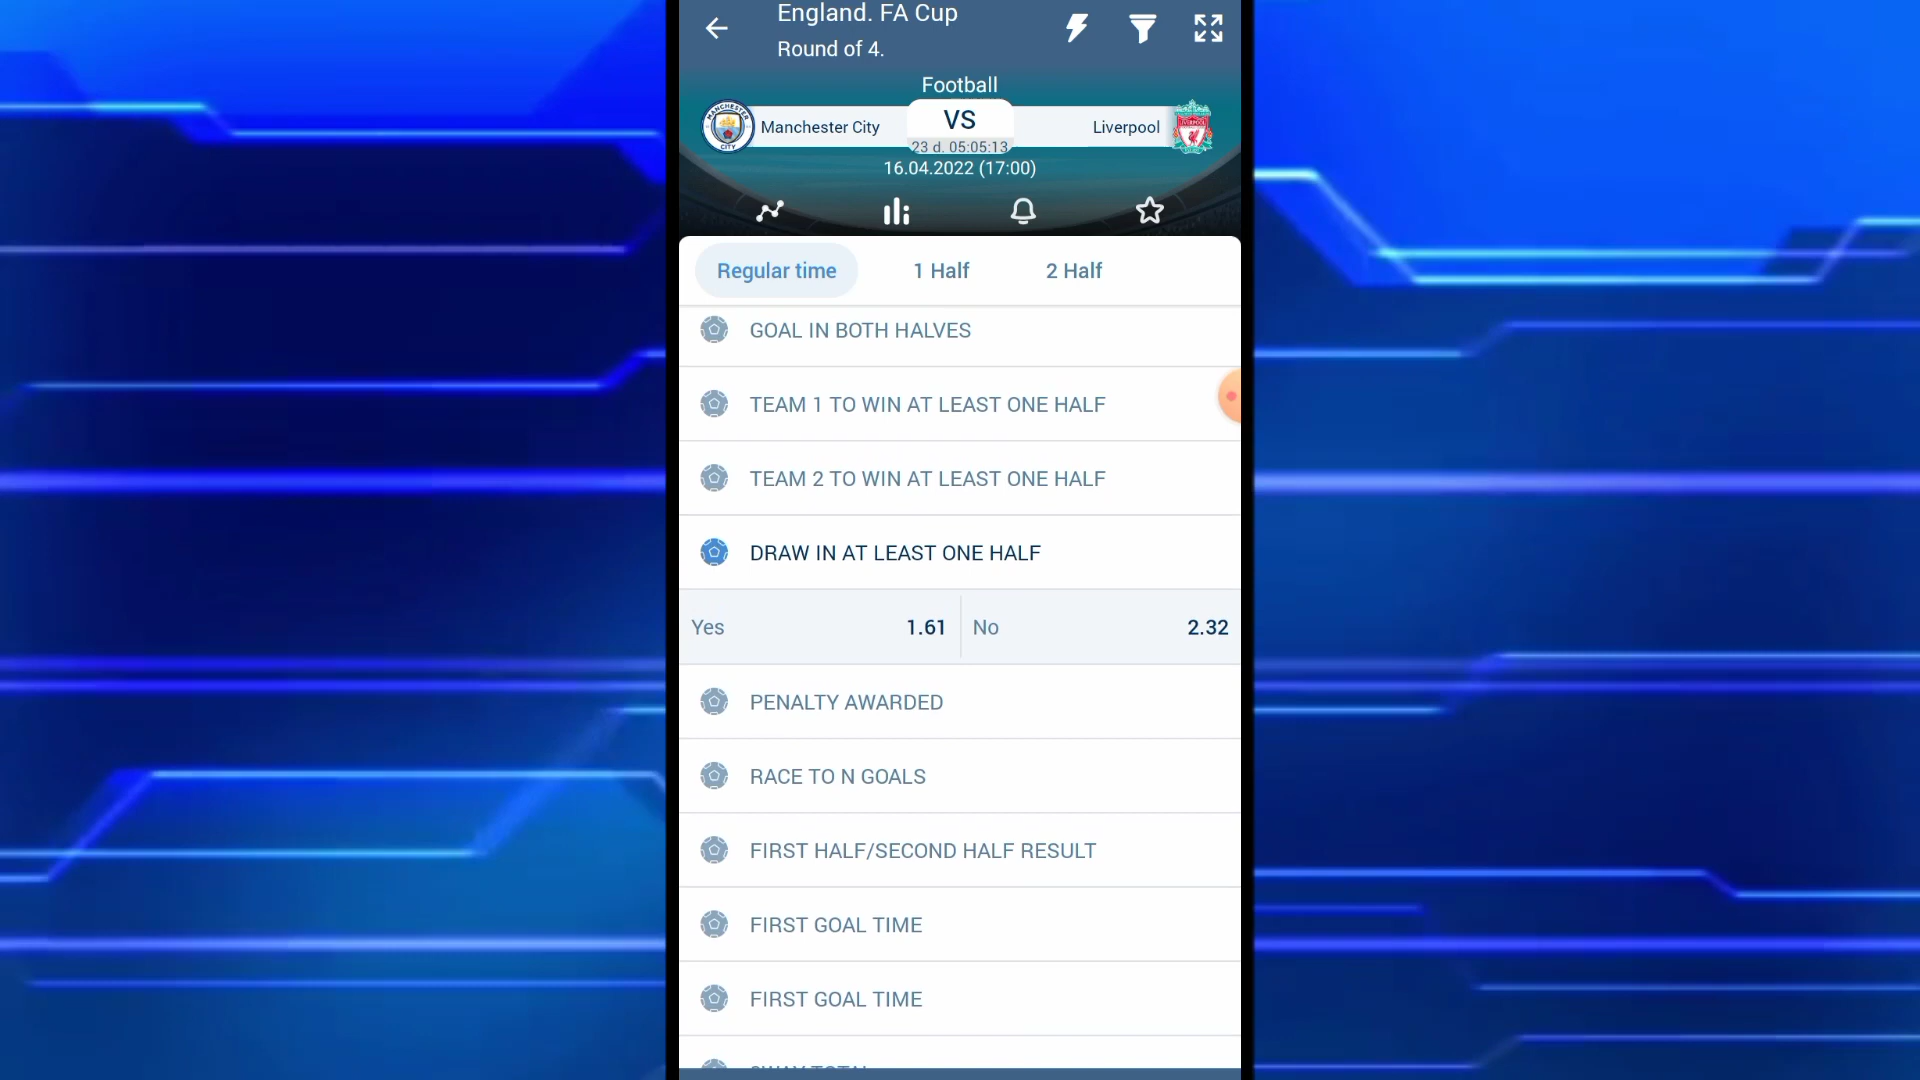 England. FA Cup
Round of 4.
Football
MANCHESTER
CITY
Manchester City
VS
Liverpool
23 d. 05:05:13
16.04.2022 (17:00)
Regular time
1 Half
2 Half
GOAL IN BOTH HALVES
TEAM 1 TO WIN AT LEAST ONE HALF
TEAM 2 TO WIN AT LEAST ONE HALF
DRAW IN AT LEAST ONE HALF
Yes 1.61
No 2.32
PENALTY AWARDED
RACE TO N GOALS
FIRST HALF/SECOND HALF RESULT
FIRST GOAL TIME
FIRST GOAL TIME